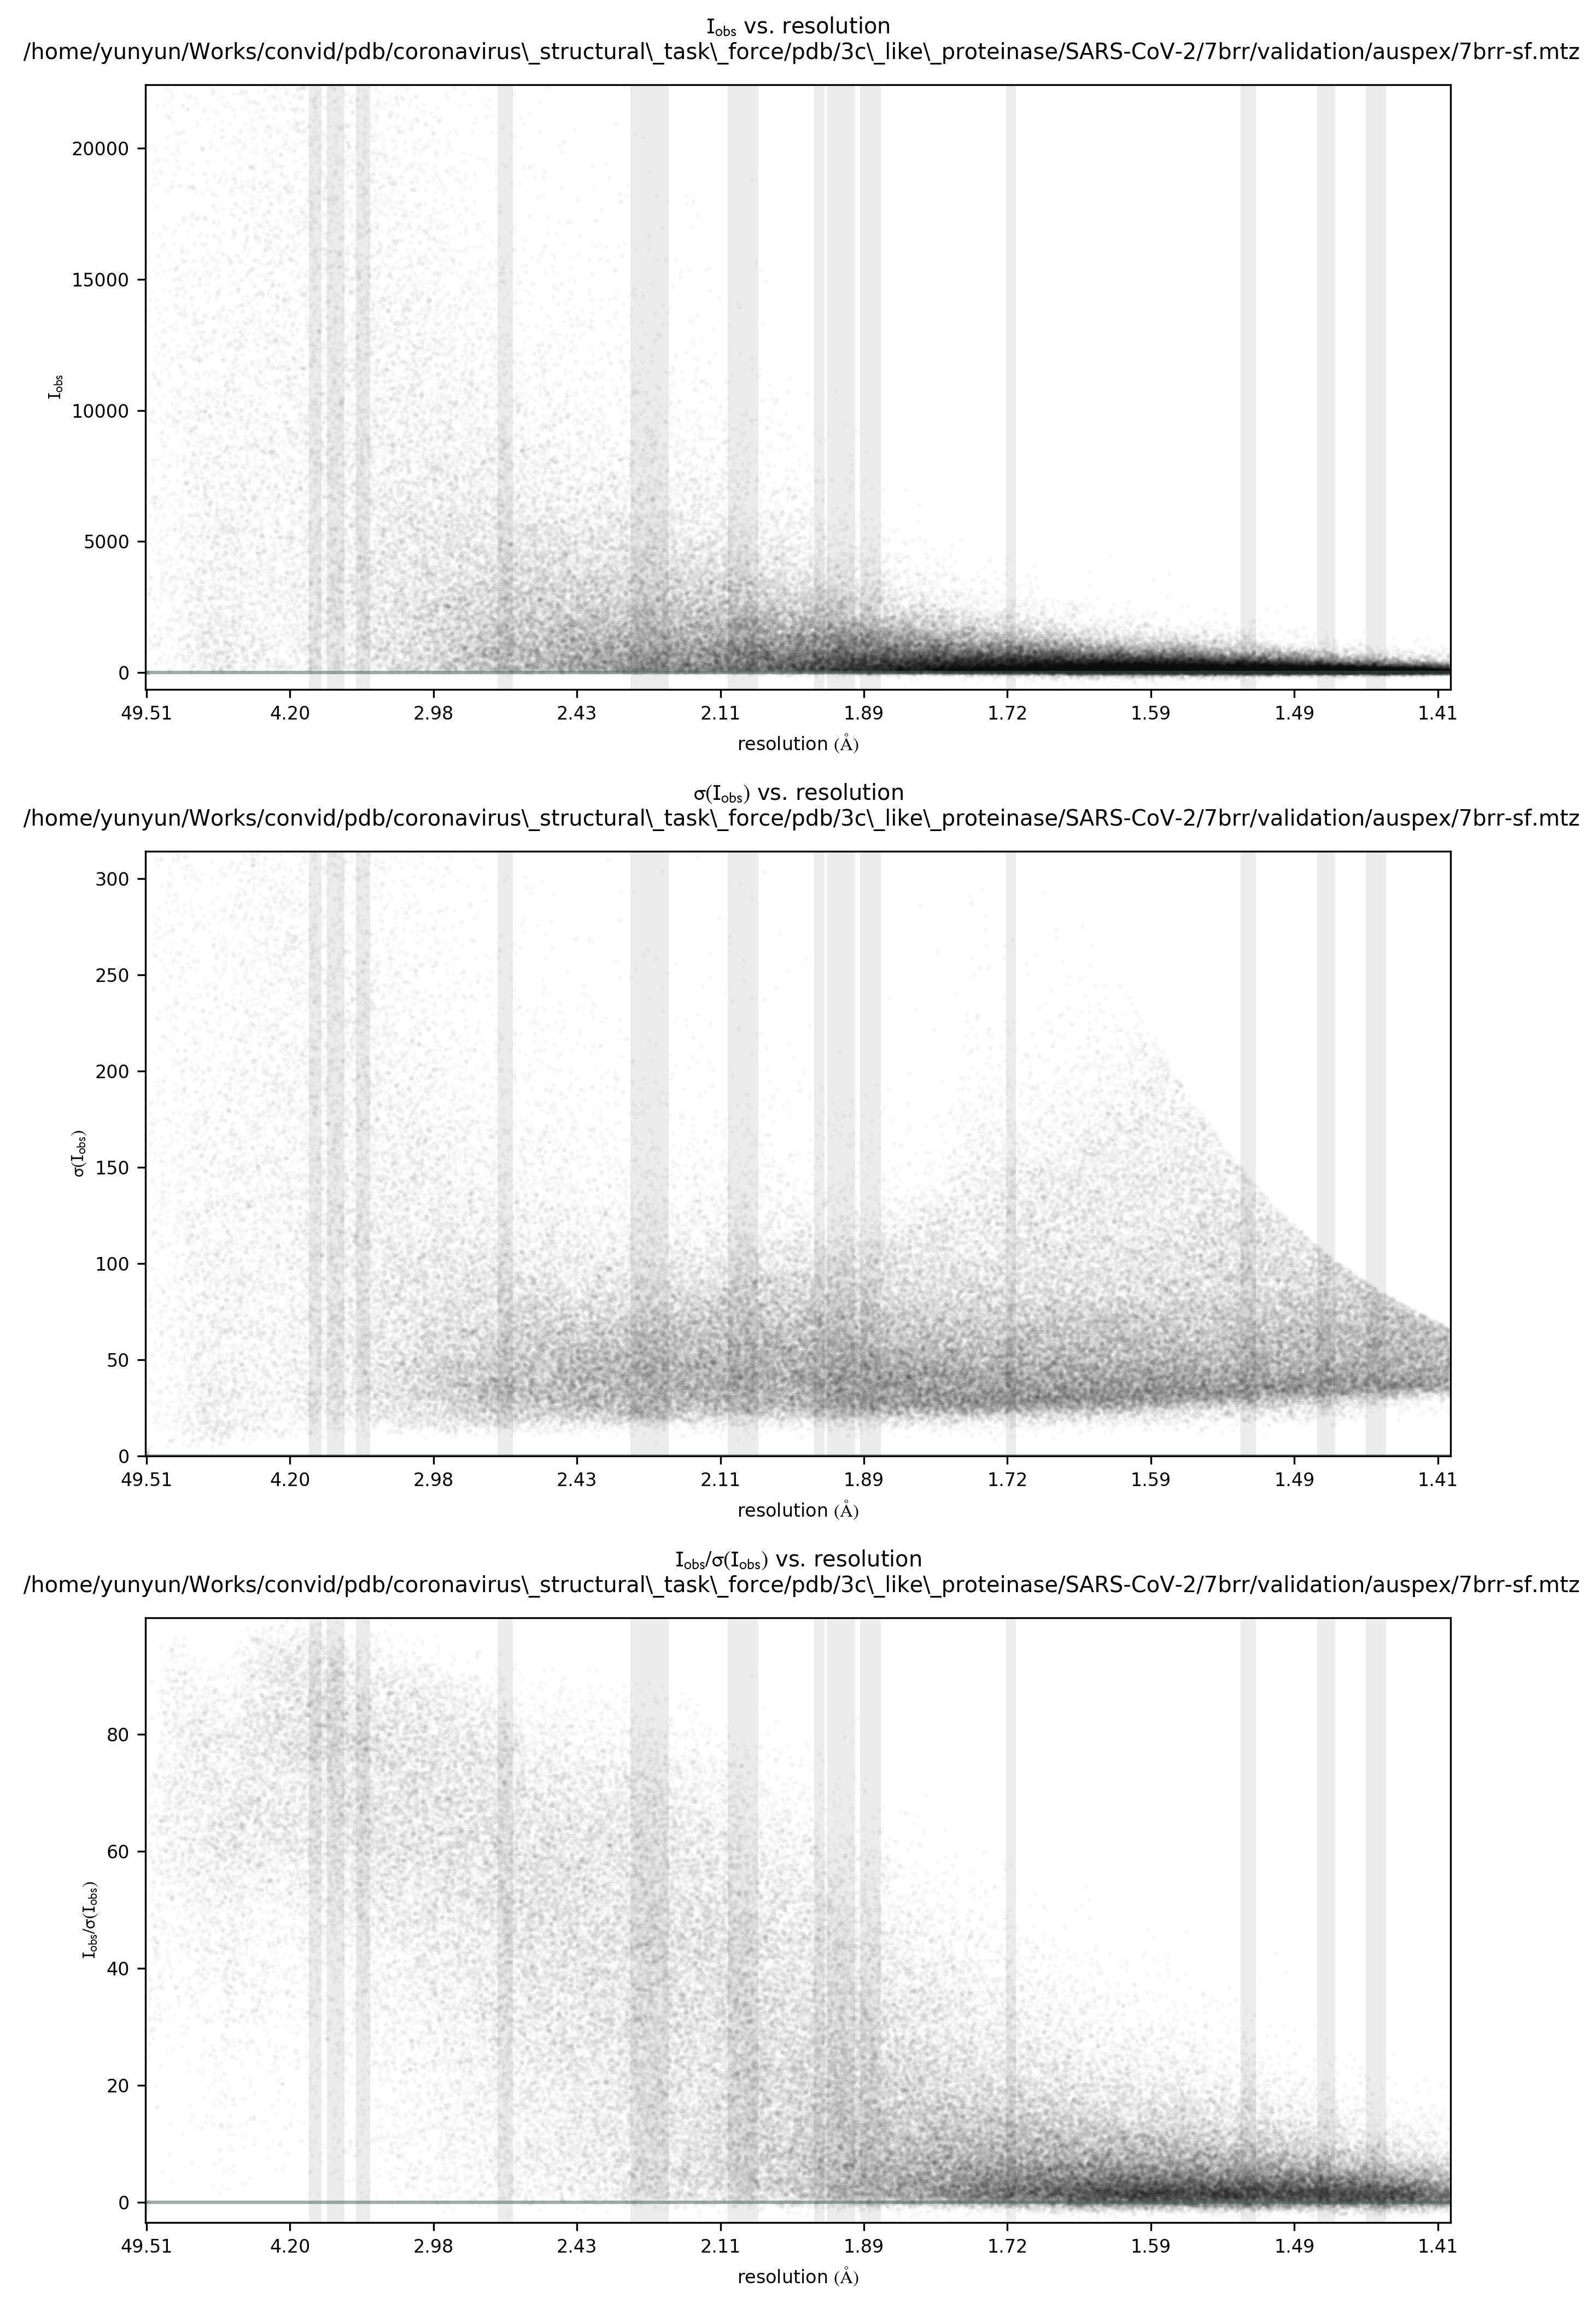 I_obs vs. resolution
/home/yunyun/Works/convid/pdb/coronavirus\_structural\_task\_force/pdb/3c\_like\_proteinase/SARS-CoV-2/7brr/validation/auspex/7brr-sf.mtz
20000
15000
I_obs
10000
5000
0
49.51 4.20 2.98 2.43 2.11 1.89 1.72 1.59 1.49 1.41
resolution (Å)
σ(I_obs) vs. resolution
/home/yunyun/Works/convid/pdb/coronavirus\_structural\_task\_force/pdb/3c\_like\_proteinase/SARS-CoV-2/7brr/validation/auspex/7brr-sf.mtz
300
250
200
150
σ(I_obs)
100
50
0
49.51 4.20 2.98 2.43 2.11 1.89 1.72 1.59 1.49 1.41
resolution (Å)
I_obs/σ(I_obs) vs. resolution
/home/yunyun/Works/convid/pdb/coronavirus\_structural\_task\_force/pdb/3c\_like\_proteinase/SARS-CoV-2/7brr/validation/auspex/7brr-sf.mtz
80
60
I_obs/σ(I_obs)
40
20
0
49.51 4.20 2.98 2.43 2.11 1.89 1.72 1.59 1.49 1.41
resolution (Å)